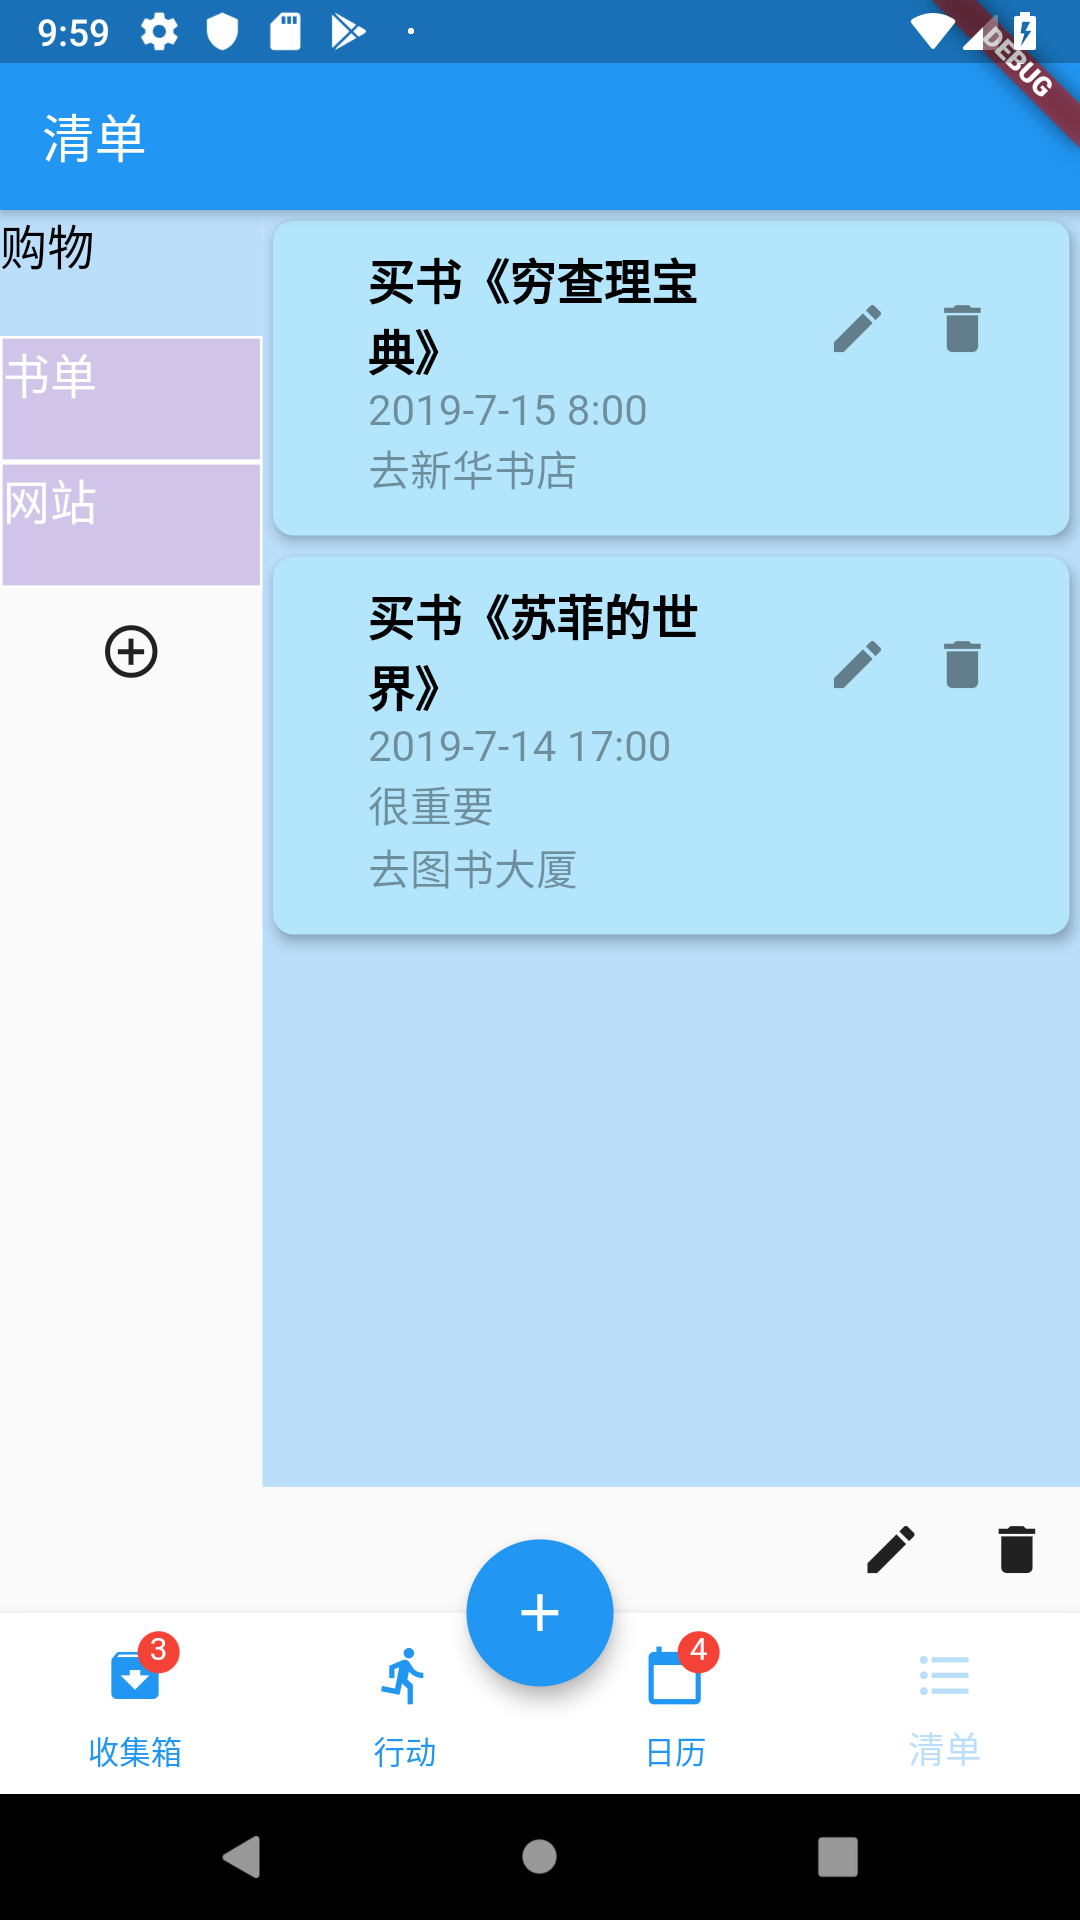 9:59
DEBUG
清单
购物
书单
网站
买书《穷查理宝
典》
2019-7-15 8:00
去新华书店
买书《苏菲的世
界》
2019-7-14 17:00
很重要
去图书大厦
3
4
收集箱
行动
日历
清单